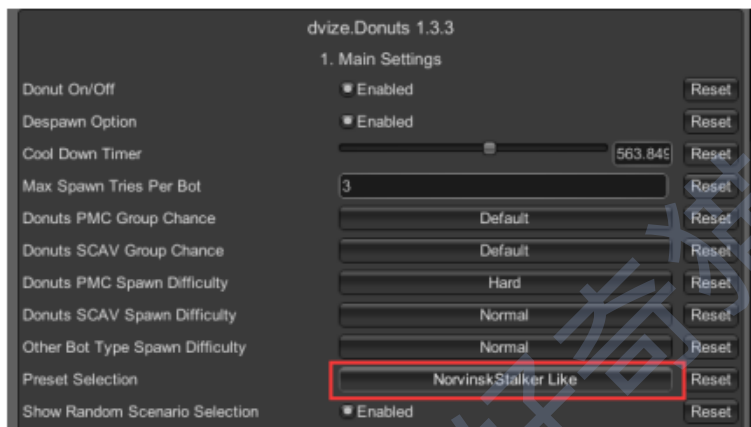 dvize.Donuts 1.3.3
1. Main Settings
Donut On/Off Enabled Reset
Despawn Option Enabled Reset
Cool Down Timer 563.849 Reset
Max Spawn Tries Per Bot 3 Reset
Donuts PMC Group Chance Default Reset
Donuts SCAV Group Chance Default Reset
Donuts PMC Spawn Difficulty Hard Reset
Donuts SCAV Spawn Difficulty Normal Reset
Other Bot Type Spawn Difficulty Normal Reset
Preset Selection NorvinskStalker Like Reset
Show Random Scenario Selection Enabled Reset
好奇猫